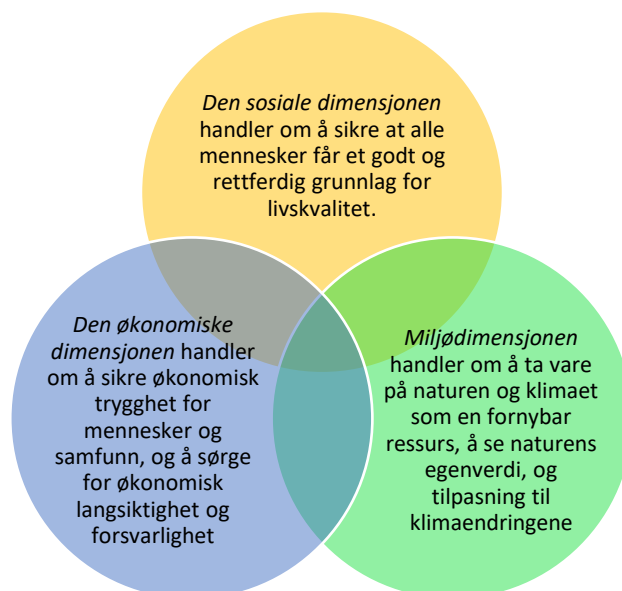 Den sosiale dimensjonen
handler om å sikre at alle
mennesker får et godt og
rettferdig grunnlag for
livskvalitet.
Den økonomiske
dimensjonen handler
om å sikre økonomisk
trygghet for
mennesker og
samfunn, og å sørge
for økonomisk
langsiktighet og
forsvarlighet
Miljødimensjonen
handler om å ta vare
på naturen og klimaet
som en fornybar
ressurs, å se naturens
egenverdi, og
tilpasning til
klimaendringene